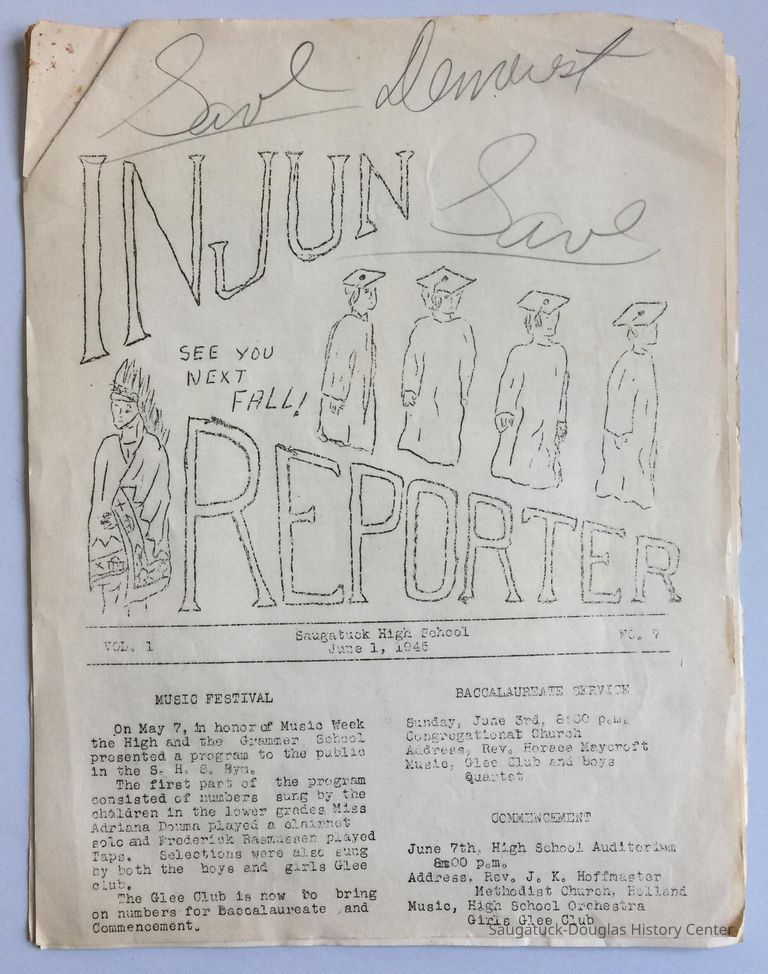 Save Demerest
INJUN
Save
SEE YOU
NEXT
FALL!
REPORTER
VOL. 1
Saugatuck High School
June 1, 1945
NO. 7
MUSIC FESTIVAL
On May 7, in honor of Music Week
the High and the Grammer School
presented a program to the public
in the S. H. S. Gym.
The first part of the program
consisted of numbers sung by the
children in the lower grades Miss
Adriana Douma played a clairnet
solo and Frederick Rasmussen played
Taps. Selections were also sung
by both the boys and girls Glee
club.
The Glee Club is now to bring
on numbers for Baccalaureate and
Commencement.
BACCALAUREATE SERVICE
Sunday, June 3rd, 8:00 p.m.
Congregational Church
Address, Rev. Horace Maycroft
Music, Glee Club and Boys
Quartet
COMMENCEMENT
June 7th, High School Auditorium
8:00 p.m.
Address. Rev. J. K. Hoffmaster
Methodist Church, Holland
Music, High School Orchestra
Girls Glee Club
Saugatuck-Douglas History Center